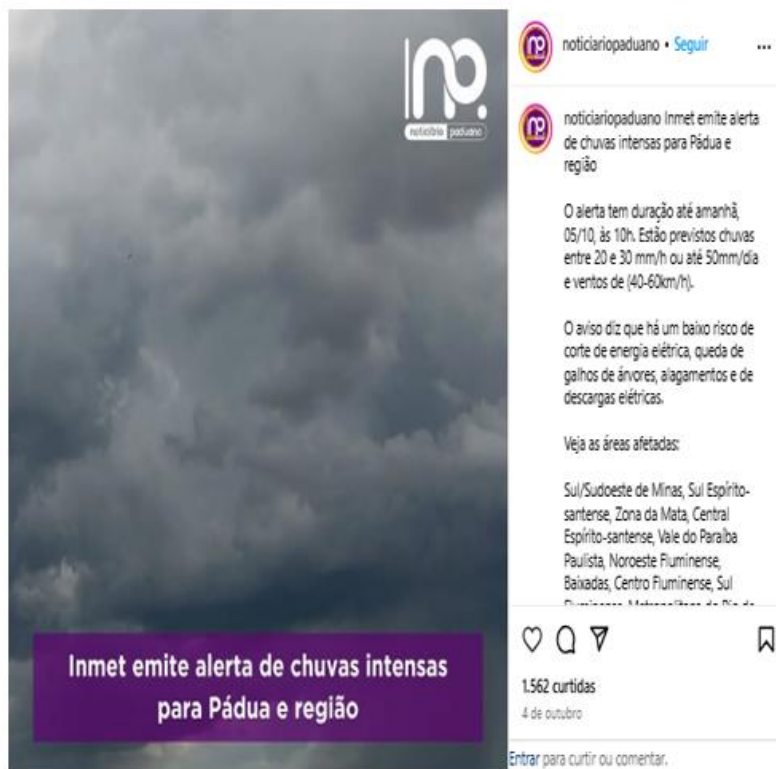 np.
noticiário paduano
Inmet emite alerta de chuvas intensas
para Pádua e região
noticiariopaduano • Seguir
noticiariopaduano Inmet emite alerta
de chuvas intensas para Pádua e
região
O alerta tem duração até amanhã,
05/10, às 10h. Estão previstos chuvas
entre 20 e 30 mm/h ou até 50mm/dia
e ventos de (40-60km/h).
O aviso diz que há um baixo risco de
corte de energia elétrica, queda de
galhos de árvores, alagamentos e de
descargas elétricas.
Veja as áreas afetadas:
Sul/Sudoeste de Minas, Sul Espírito-
santense, Zona da Mata, Central
Espírito-santense, Vale do Paraíba
Paulista, Noroeste Fluminense,
Baixadas, Centro Fluminense, Sul
Fluminense, Metropolitana do Rio de
1.562 curtidas
4 de outubro
Entrar para curtir ou comentar.